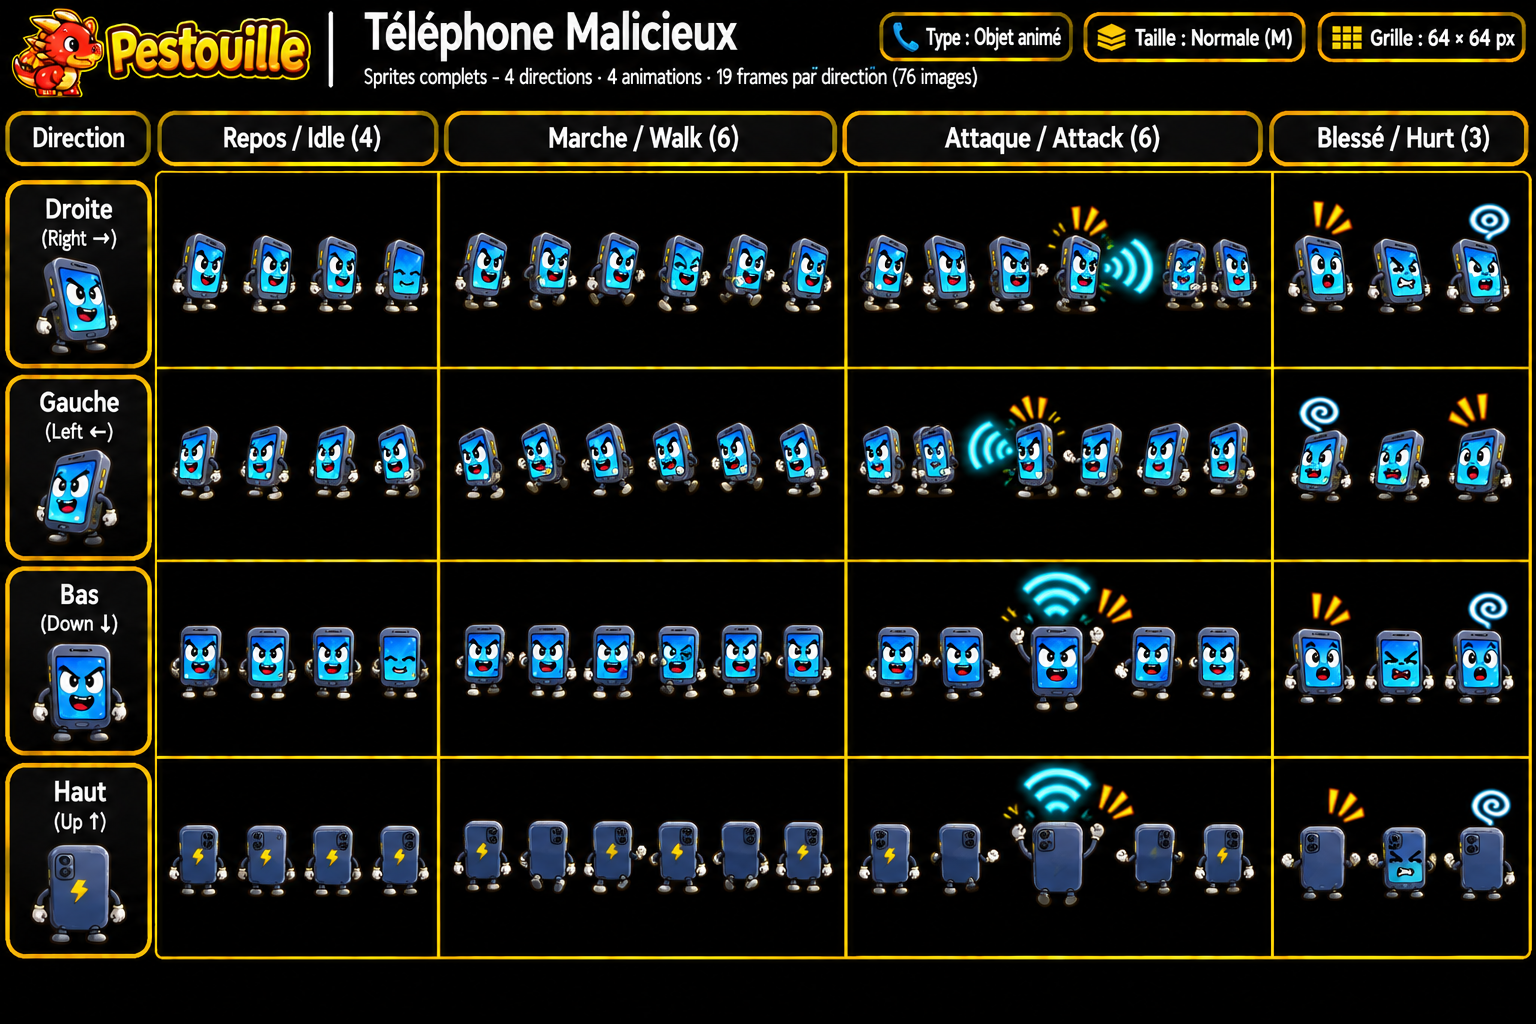 Pestouille
Téléphone Malicieux
Sprites complets - 4 directions · 4 animations · 19 frames par direction (76 images)
Type : Objet animé
Taille : Normale (M)
Grille : 64 × 64 px
Direction
Repos / Idle (4)
Marche / Walk (6)
Attaque / Attack (6)
Blessé / Hurt (3)
Droite
(Right →)
Gauche
(Left ←)
Bas
(Down ↓)
Haut
(Up ↑)